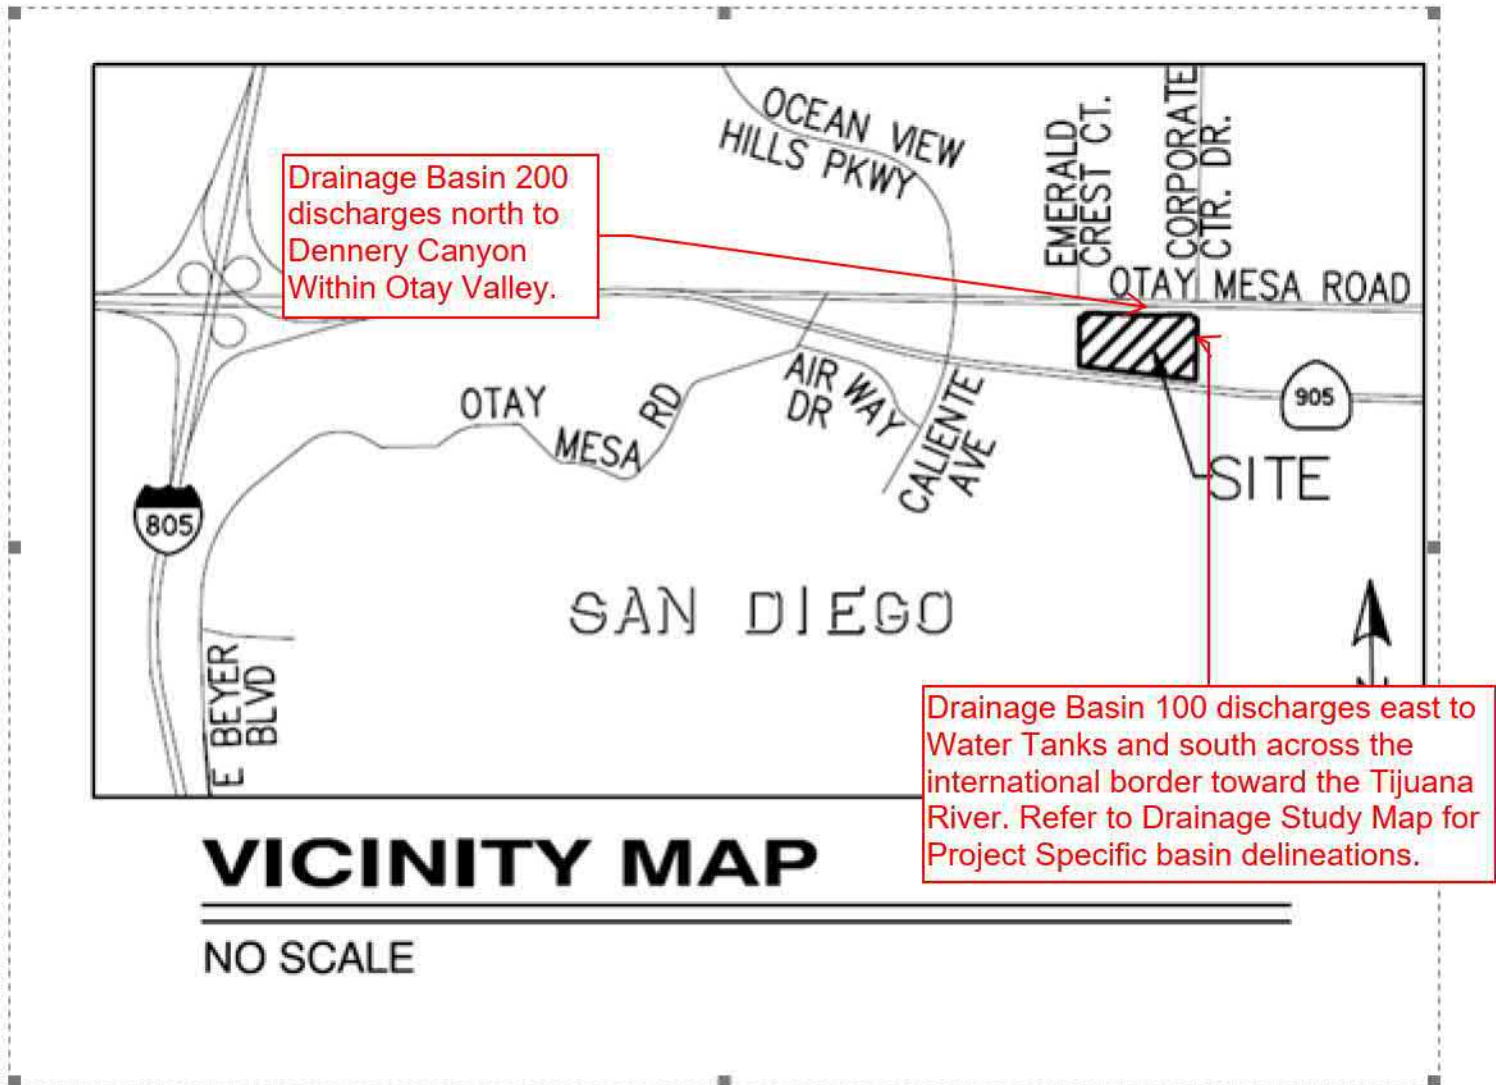 OCEAN VIEW
HILLS PKWY
EMERALD
CREST CT.
CORPORATE
CTR. DR.
Drainage Basin 200
discharges north to
Dennery Canyon
Within Otay Valley.
OTAY MESA ROAD
AIR WAY
DR
OTAY
MESA
RD
CALIENTE
AVE
905
SITE
805
SAN DIEGO
E BEYER
BLVD
Drainage Basin 100 discharges east to
Water Tanks and south across the
international border toward the Tijuana
River. Refer to Drainage Study Map for
Project Specific basin delineations.
VICINITY MAP
NO SCALE